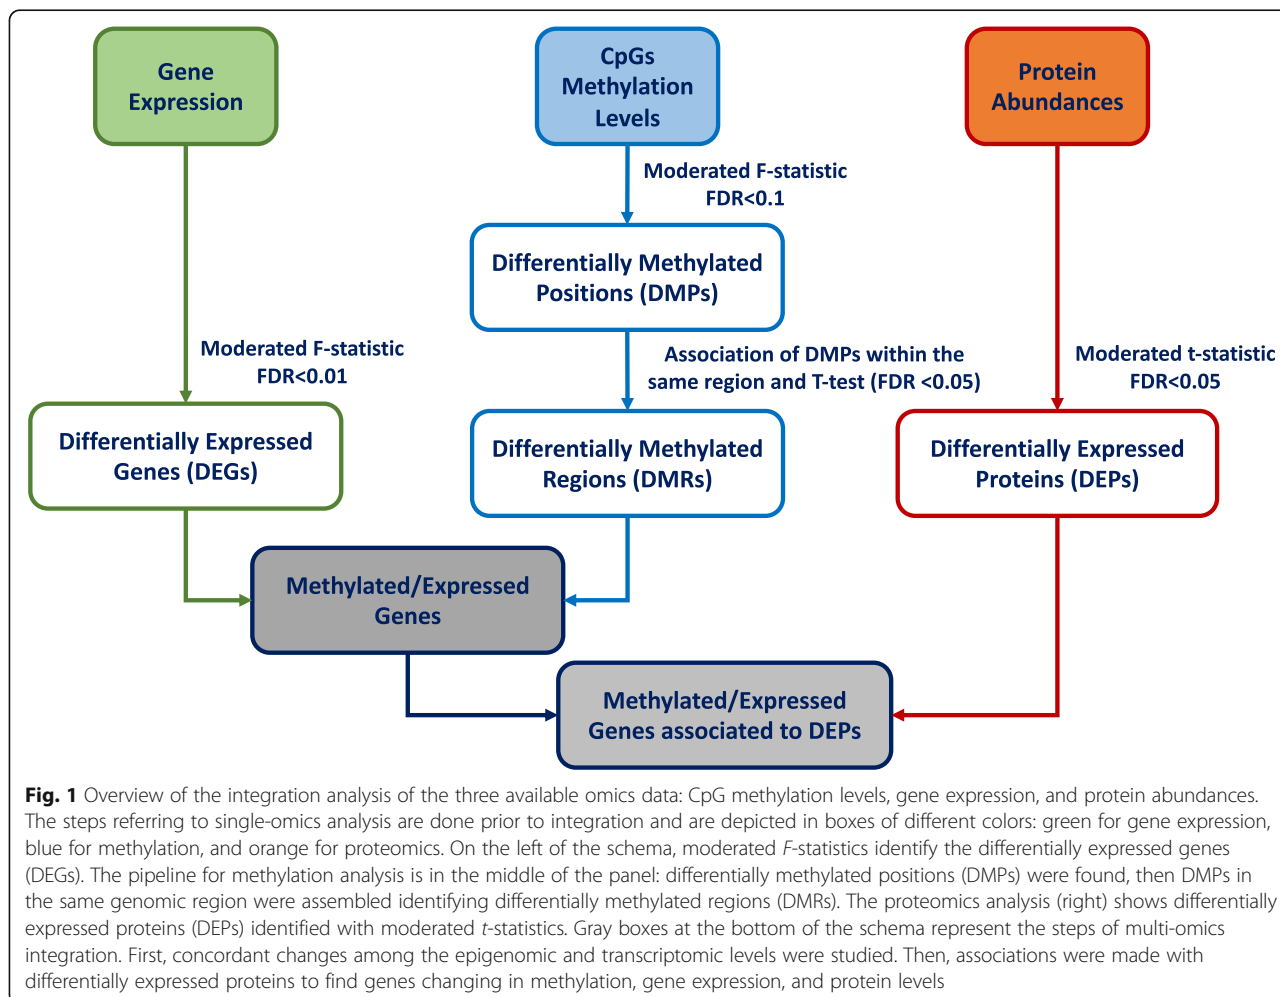 Gene
Expression
CpGs
Methylation
Levels
Protein
Abundances
Moderated F-statistic
FDR<0.1
Differentially Methylated
Positions (DMPs)
Moderated F-statistic
FDR<0.01
Association of DMPs within the
same region and T-test (FDR <0.05)
Moderated t-statistic
FDR<0.05
Differentially Expressed
Genes (DEGs)
Differentially Methylated
Regions (DMRs)
Differentially Expressed
Proteins (DEPs)
Methylated/Expressed
Genes
Methylated/Expressed
Genes associated to DEPs
Fig. 1 Overview of the integration analysis of the three available omics data: CpG methylation levels, gene expression, and protein abundances.
The steps referring to single-omics analysis are done prior to integration and are depicted in boxes of different colors: green for gene expression,
blue for methylation, and orange for proteomics. On the left of the schema, moderated F-statistics identify the differentially expressed genes
(DEGs). The pipeline for methylation analysis is in the middle of the panel: differentially methylated positions (DMPs) were found, then DMPs in
the same genomic region were assembled identifying differentially methylated regions (DMRs). The proteomics analysis (right) shows differentially
expressed proteins (DEPs) identified with moderated t-statistics. Gray boxes at the bottom of the schema represent the steps of multi-omics
integration. First, concordant changes among the epigenomic and transcriptomic levels were studied. Then, associations were made with
differentially expressed proteins to find genes changing in methylation, gene expression, and protein levels